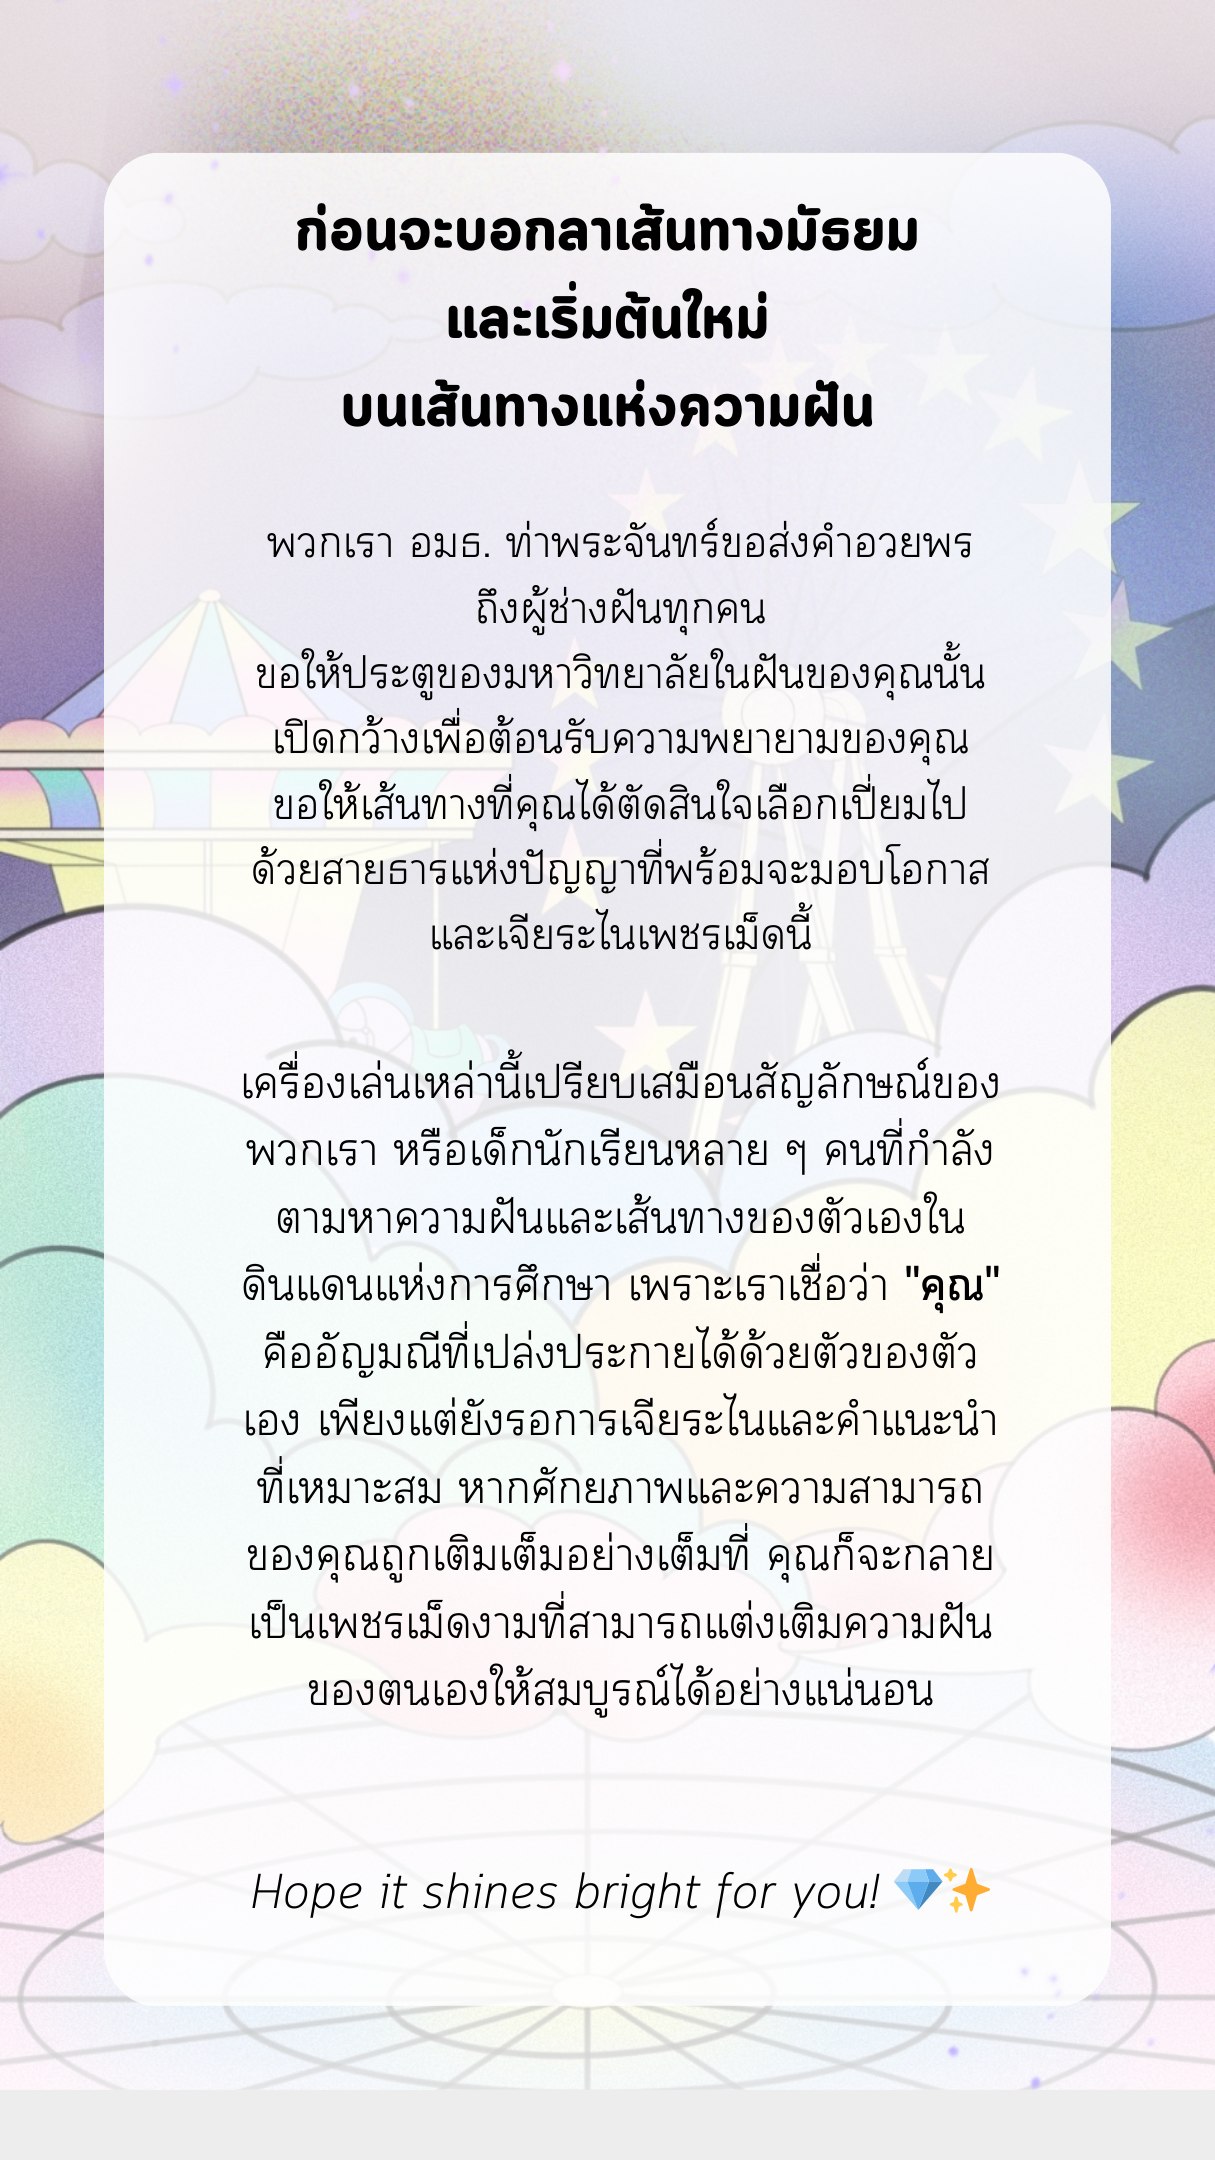 ก่อนจะบอกลาเส้นทางมัธยม
และเริ่มต้นใหม่
บนเส้นทางแห่งความฝัน
พวกเรา อมธ. ท่าพระจันทร์ขอส่งคำอวยพร
ถึงผู้ช่างฝันทุกคน
ขอให้ประตูของมหาวิทยาลัยในฝันของคุณนั้น
เปิดกว้างเพื่อต้อนรับความพยายามของคุณ
ขอให้เส้นทางที่คุณได้ตัดสินใจเลือกเปี่ยมไป
ด้วยสายธารแห่งปัญญาที่พร้อมจะมอบโอกาส
และเจียระไนเพชรเม็ดนี้
เครื่องเล่นเหล่านี้เปรียบเสมือนสัญลักษณ์ของ
พวกเรา หรือเด็กนักเรียนหลาย ๆ คนที่กำลัง
ตามหาความฝันและเส้นทางของตัวเองใน
ดินแดนแห่งการศึกษา เพราะเราเชื่อว่า "คุณ"
คืออัญมณีที่เปล่งประกายได้ด้วยตัวของตัว
เอง เพียงแต่ยังรอการเจียระไนและคำแนะนำ
ที่เหมาะสม หากศักยภาพและความสามารถ
ของคุณถูกเติมเต็มอย่างเต็มที่ คุณก็จะกลาย
เป็นเพชรเม็ดงามที่สามารถแต่งเติมความฝัน
ของตนเองให้สมบูรณ์ได้อย่างแน่นอน
Hope it shines bright for you! 💎✨